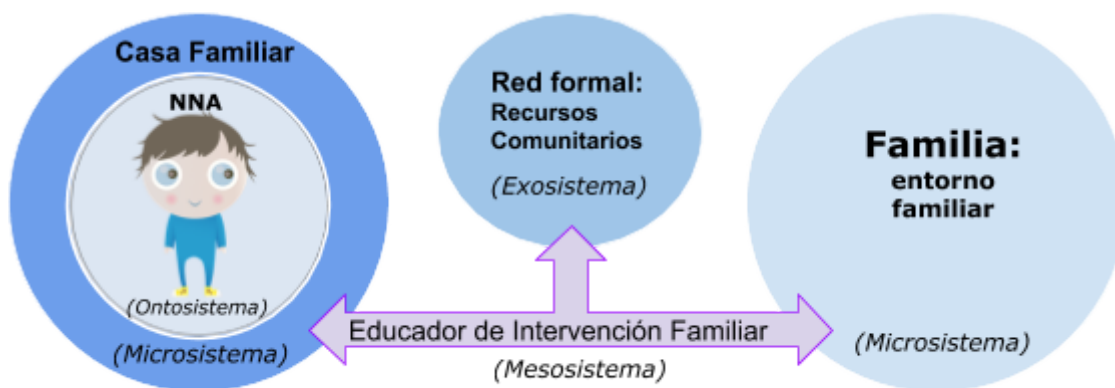 Casa Familiar
NNA
(Ontosistema)
(Microsistema)
Red formal:
Recursos
Comunitarios
(Exosistema)
Educador de Intervención Familiar
(Mesosistema)
Familia:
entorno
familiar
(Microsistema)